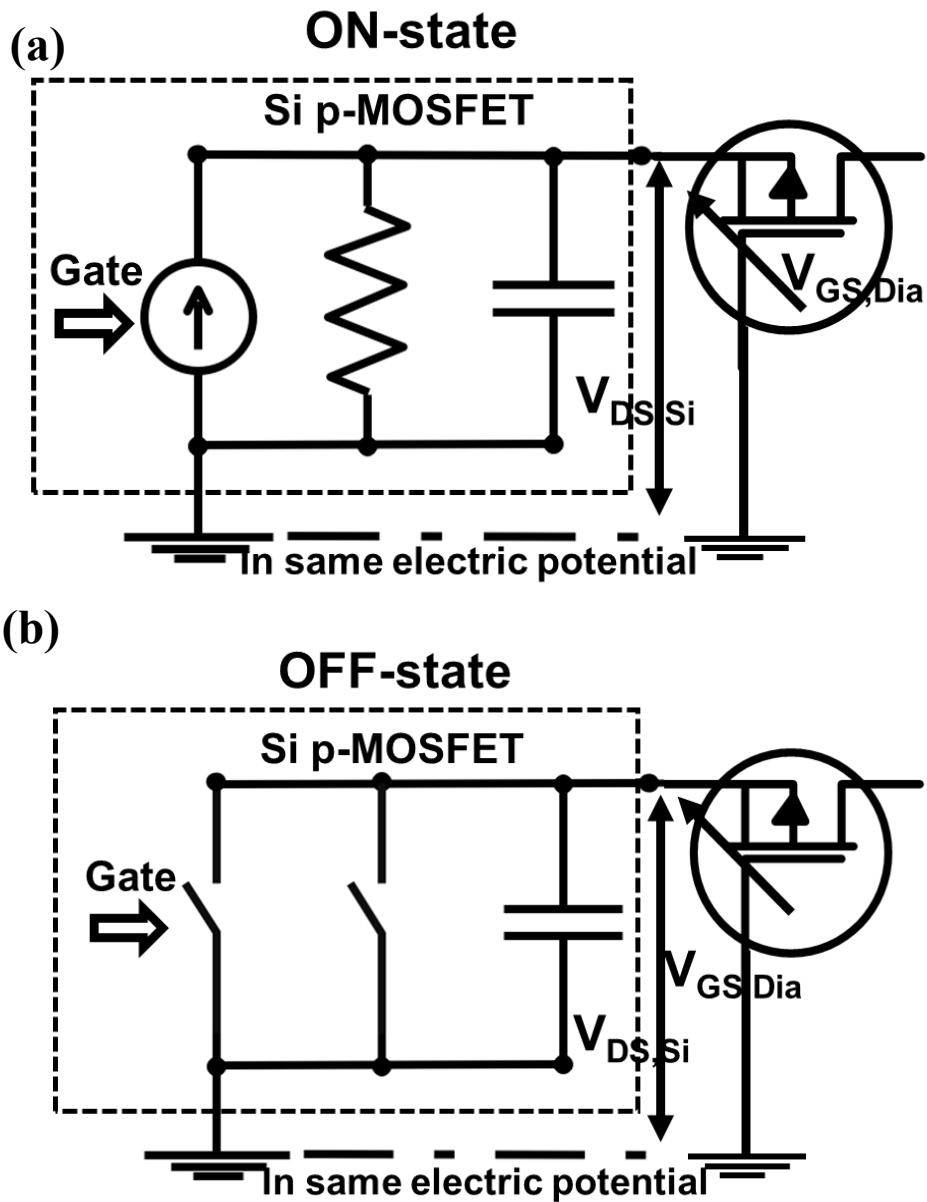 (a)
ON-state
Si p-MOSFET
Gate
V GS,Dia
V DS,Si
In same electric potential
(b)
OFF-state
Si p-MOSFET
Gate
V GS,Dia
V DS,Si
In same electric potential